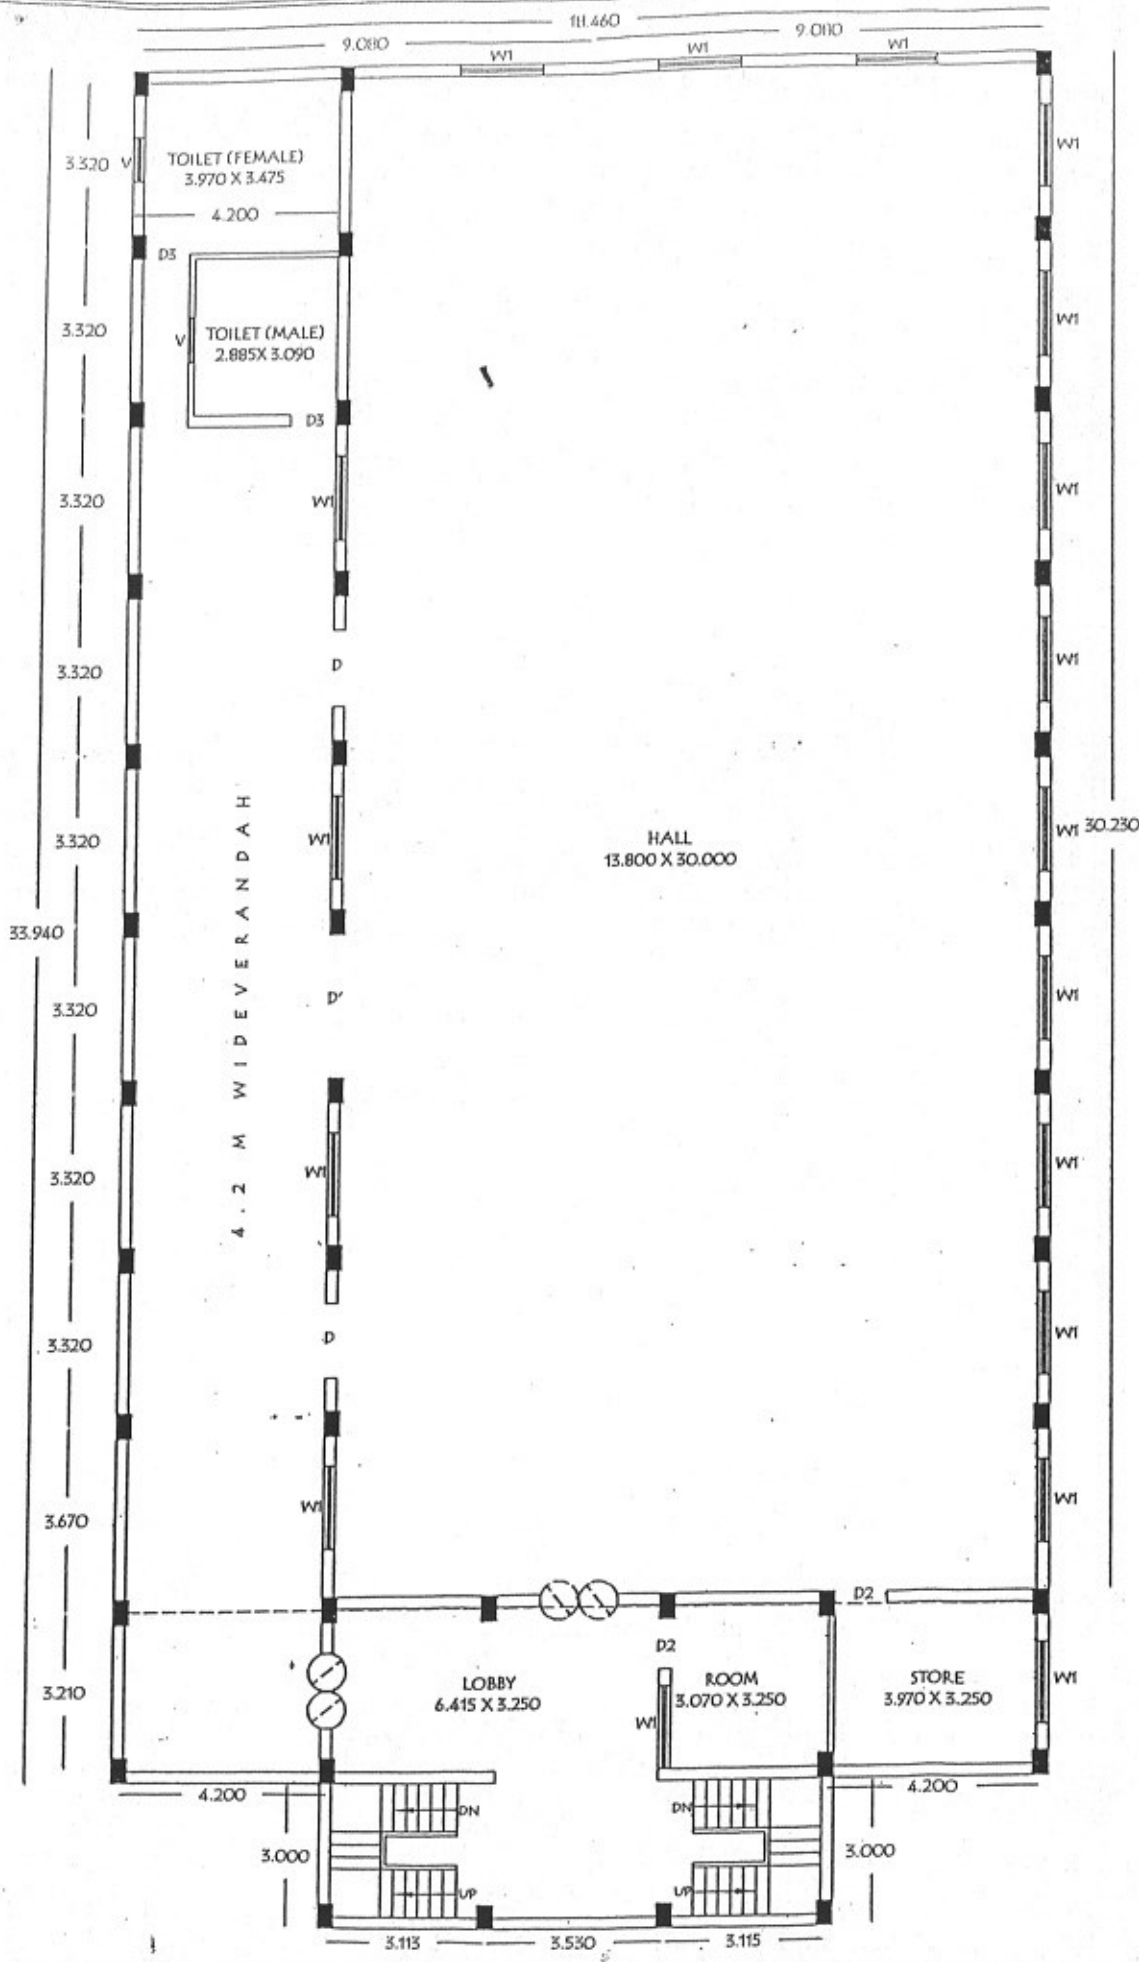 9.080
9.080
W1
W1
W1
3.320
V
TOILET (FEMALE)
3.970 X 3.475
W1
4.200
D3
3.320
V
TOILET (MALE)
2.885X 3.090
W1
D3
3.320
W1
W1
3.320
D
W1
4.2 M WIDEVERANDAH
3.320
W1
HALL
13.800 X 30.000
W1
30.230
33.940
3.320
D'
W1
3.320
W1
W1
3.320
D
W1
3.670
W1
W1
D2
3.210
LOBBY
6.415 X 3.250
D2
ROOM
3.070 X 3.250
W1
STORE
3.970 X 3.250
W1
4.200
4.200
DN
DN
3.000
3.000
UP
UP
3.113
3.530
3.115